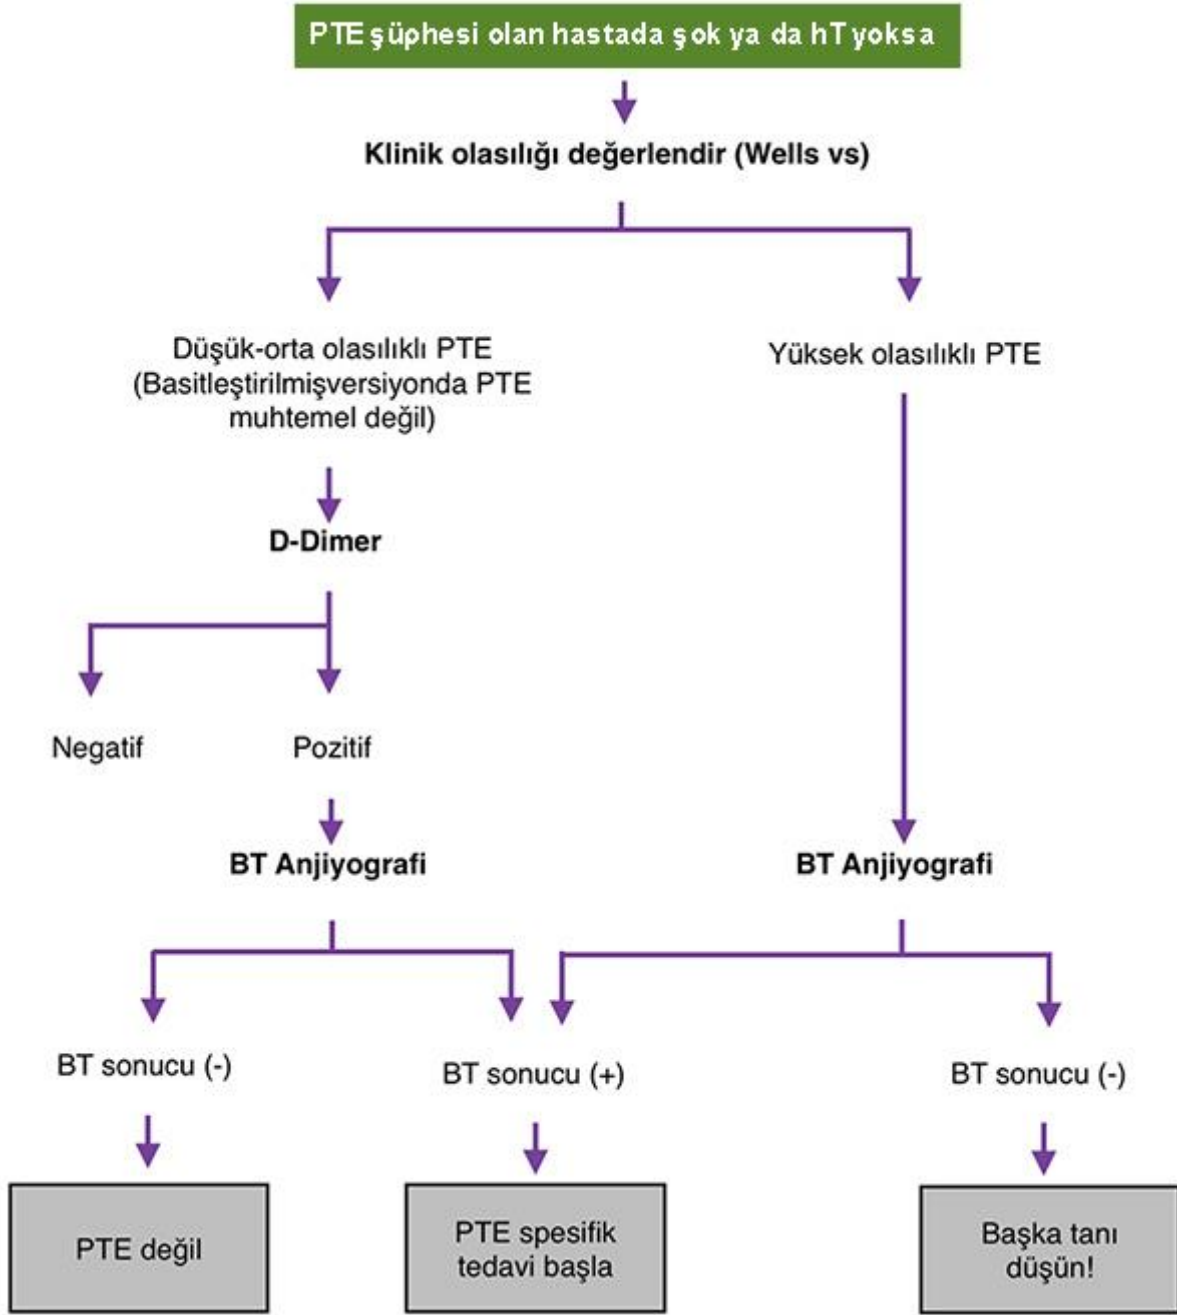 PTE şüphesi olan hastada şok ya da hT yoksa
Klinik olasılığı değerlendir (Wells vs)
Düşük-orta olasılıklı PTE
(Basitleştirilmişversiyonda PTE
muhtemel değil)
Yüksek olasılıklı PTE
D-Dimer
Negatif
Pozitif
BT Anjiyografi
BT Anjiyografi
BT sonucu (-)
BT sonucu (+)
BT sonucu (-)
PTE değil
PTE spesifik
tedavi başla
Başka tanı
düşün!